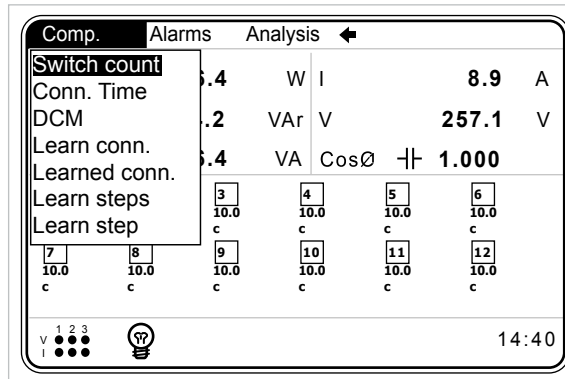 Comp. Alarms Analysis
Switch count
Conn. Time
DCM
Learn conn.
Learned conn.
Learn steps
Learn step
6.4 W I 8.9 A
.2 VAr V 257.1 V
6.4 VA CosØ 1.000
3 4 5 6
10.0 10.0 10.0 10.0
c c c c
7 8 9 10 11 12
10.0 10.0 10.0 10.0 10.0 10.0
c c c c c c
1 2 3
V
I
14:40